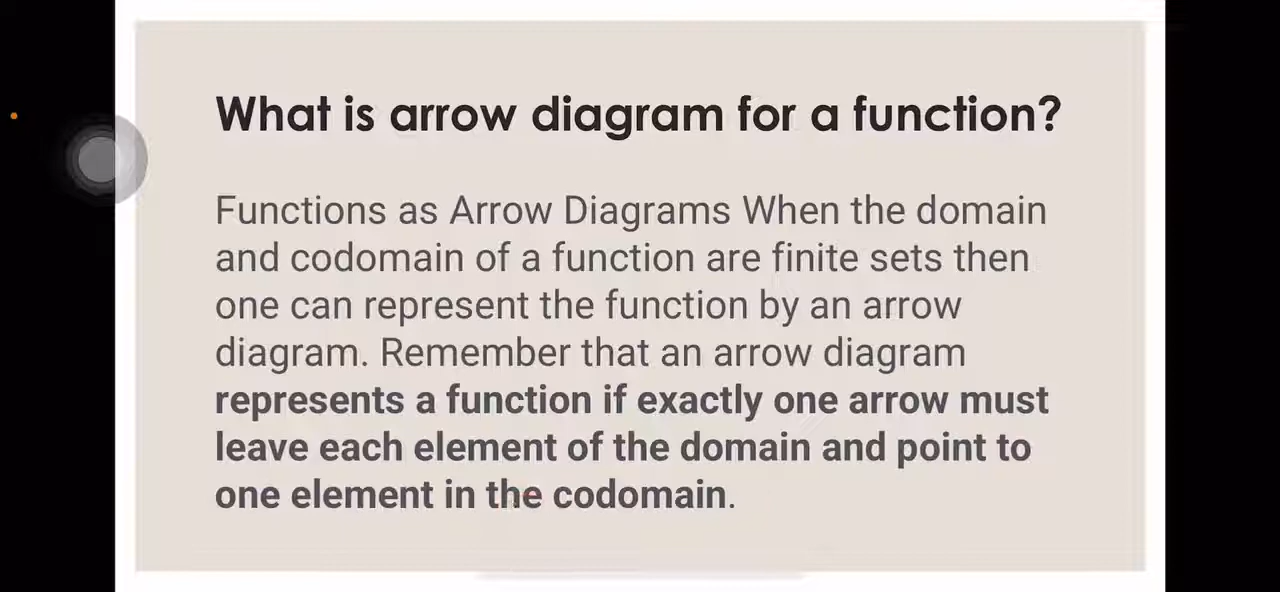 What is arrow diagram for a function?
Functions as Arrow Diagrams When the domain
and codomain of a function are finite sets then
one can represent the function by an arrow
diagram. Remember that an arrow diagram
represents a function if exactly one arrow must
leave each element of the domain and point to
one element in the codomain.